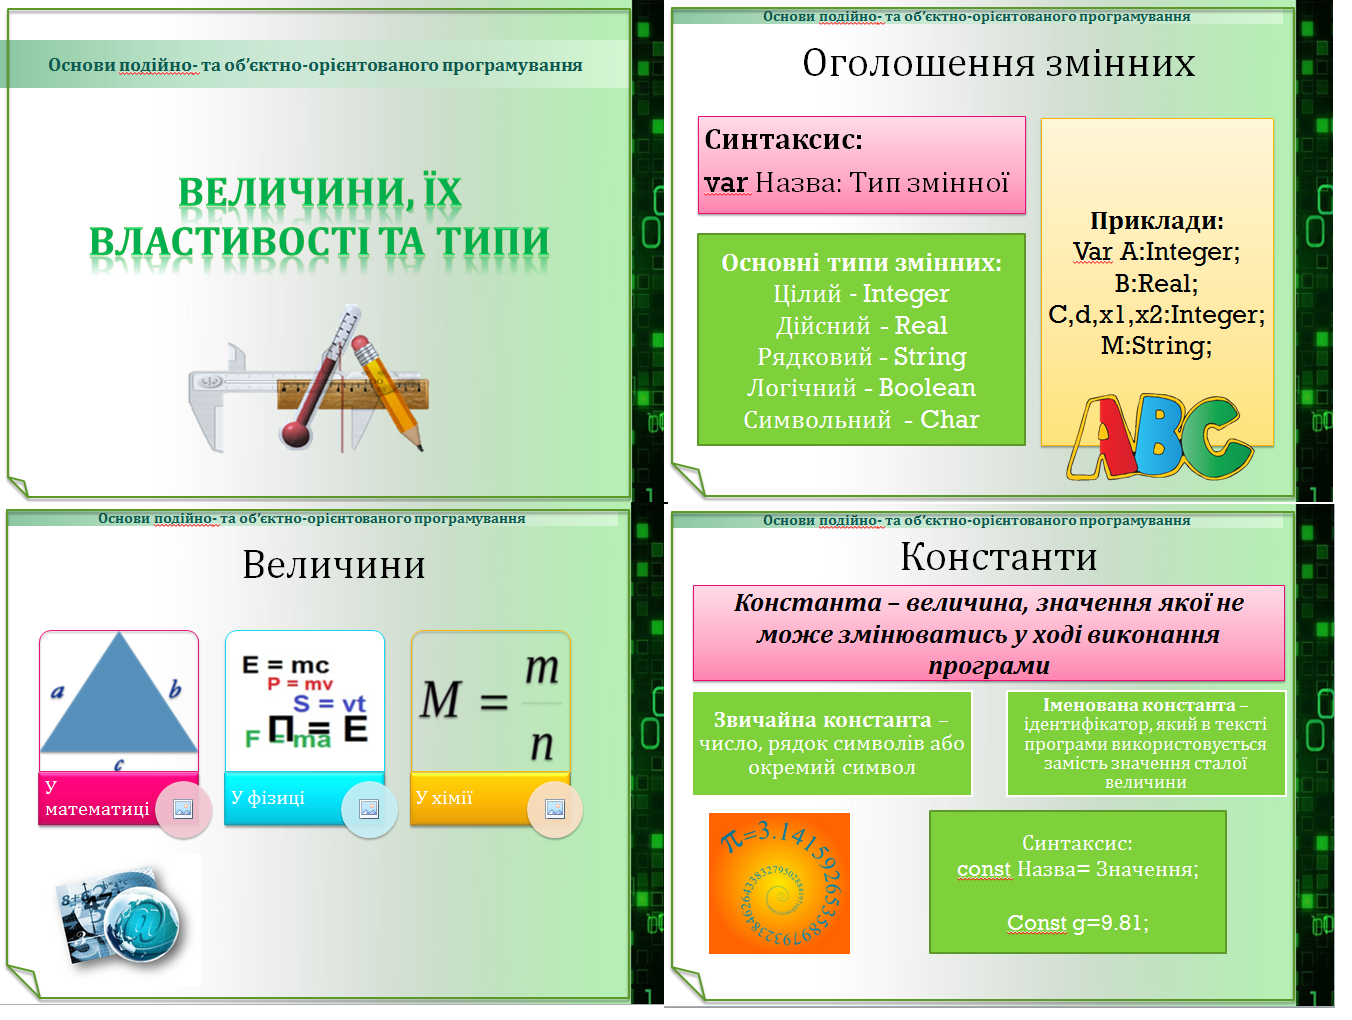 Основи подійно- та об’єктно-орієнтованого програмування
ВЕЛИЧИНИ, ЇХ
ВЛАСТИВОСТІ ТА ТИПИ
Основи подійно- та об’єктно-орієнтованого програмування
Оголошення змінних
Синтаксис:
var Назва: Тип змінної
Основні типи змінних:
Цілий - Integer
Дійсний - Real
Рядковий - String
Логічний - Boolean
Символьний - Char
Приклади:
Var A:Integer;
B:Real;
C,d,x1,x2:Integer;
M:String;
ABC
Основи подійно- та об’єктно-орієнтованого програмування
Величини
a
b
c
У
математиці
E = mc
P = mv
S = vt
П = E
F = ma
У фізиці
M = m
n
У хімії
@
Основи подійно- та об’єктно-орієнтованого програмування
Константи
Константа – величина, значення якої не
може змінюватись у ході виконання
програми
Звичайна константа –
число, рядок символів або
окремий символ
Іменована константа –
ідентифікатор, який в тексті
програми використовується
замість значення сталої
величини
π=3.14159265358979323846264338327950288419
Синтаксис:
const Назва= Значення;
Const g=9.81;